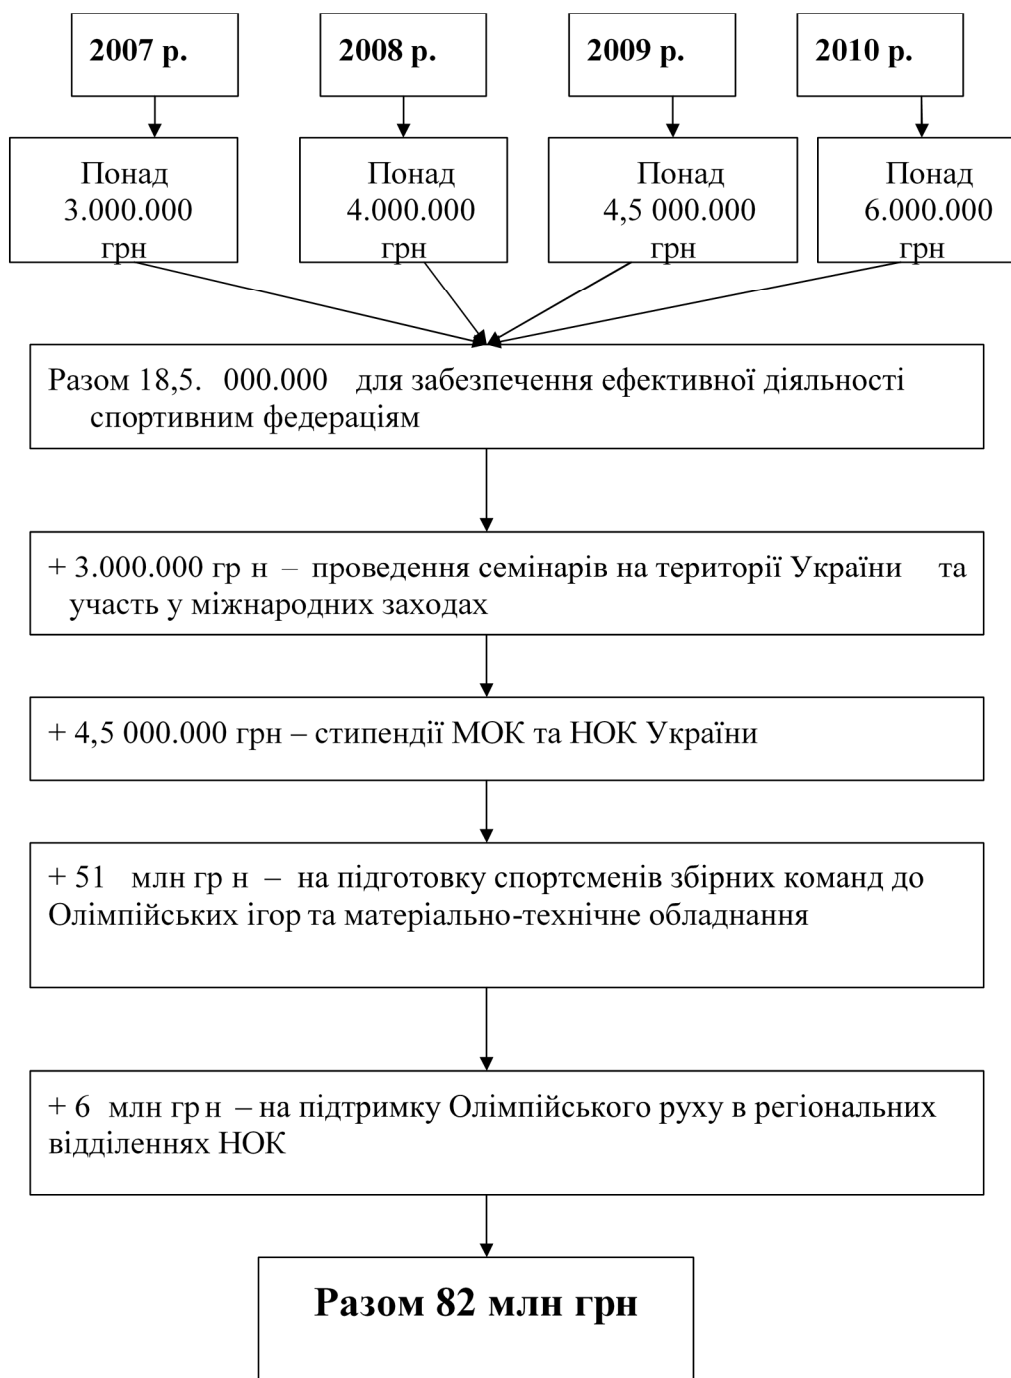 2007 р.
2008 р.
2009 р.
2010 р.
Понад
3.000.000
грн
Понад
4.000.000
грн
Понад
4,5 000.000
грн
Понад
6.000.000
грн
Разом 18,5. 000.000 для забезпечення ефективної діяльності
спортивним федераціям
+ 3.000.000 гр н – проведення семінарів на території України та
участь у міжнародних заходах
+ 4,5 000.000 грн – стипендії МОК та НОК України
+ 51 млн гр н – на підготовку спортсменів збірних команд до
Олімпійських ігор та матеріально-технічне обладнання
+ 6 млн гр н – на підтримку Олімпійського руху в регіональних
відділеннях НОК
Разом 82 млн грн